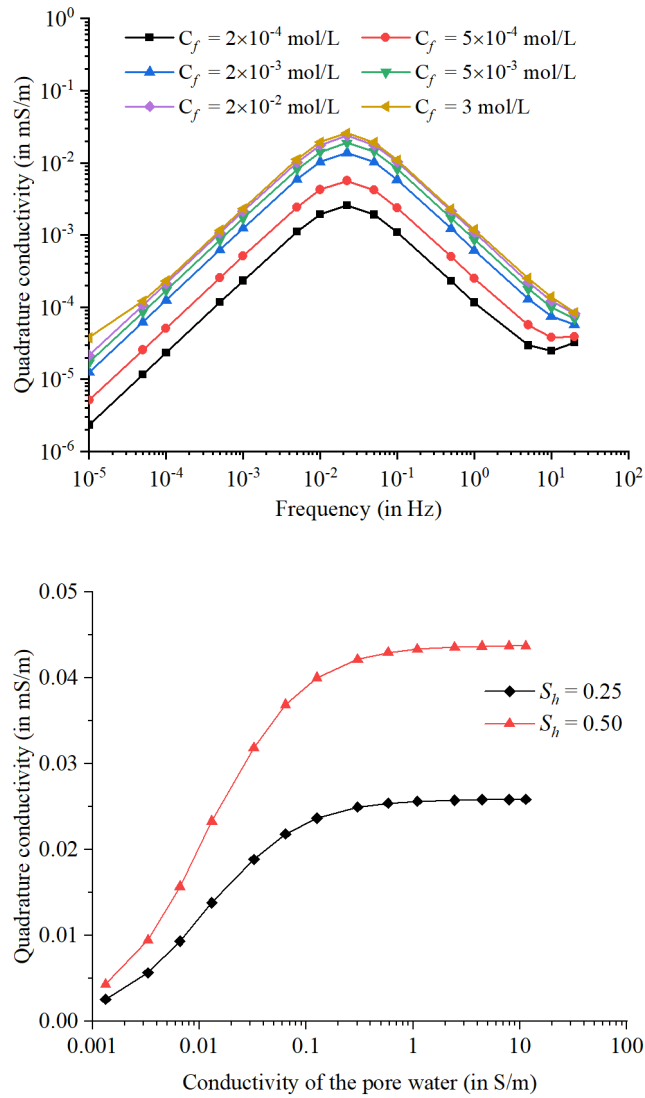 10^0
C_f = 2×10^-4 mol/L
C_f = 5×10^-4 mol/L
C_f = 2×10^-3 mol/L
C_f = 5×10^-3 mol/L
C_f = 2×10^-2 mol/L
C_f = 3 mol/L
10^-1
10^-2
10^-3
10^-4
10^-5
10^-6
Quadrature conductivity (in mS/m)
10^-5 10^-4 10^-3 10^-2 10^-1 10^0 10^1 10^2
Frequency (in Hz)
0.05
0.04
0.03
0.02
0.01
0.00
Quadrature conductivity (in mS/m)
S_h = 0.25
S_h = 0.50
0.001 0.01 0.1 1 10 100
Conductivity of the pore water (in S/m)